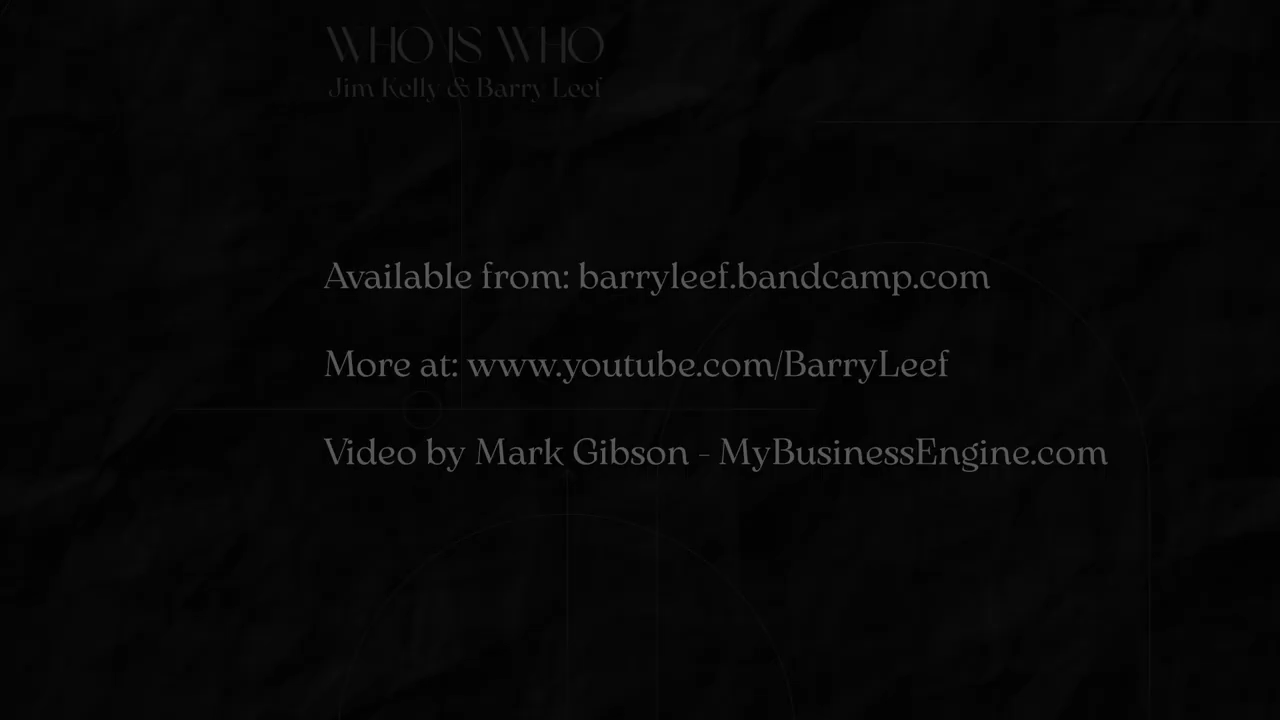 WHO IS WHO
Jim Kelly & Barry Leef
Available from: barryleef.bandcamp.com
More at: www.youtube.com/BarryLeef
Video by Mark Gibson - MyBusinessEngine.com